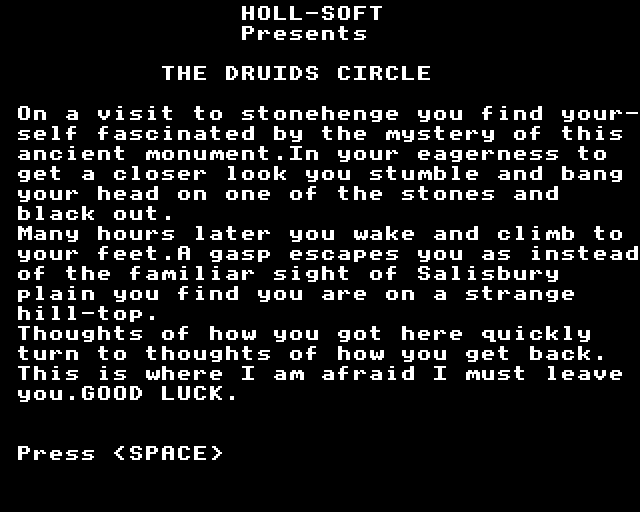 HOLL-SOFT
Presents
THE DRUIDS CIRCLE
On a visit to stonehenge you find your-
self fascinated by the mystery of this
ancient monument.In your eagerness to
get a closer look you stumble and bang
your head on one of the stones and
black out.
Many hours later you wake and climb to
your feet.A gasp escapes you as instead
of the familiar sight of Salisbury
plain you find you are on a strange
hill-top.
Thoughts of how you got here quickly
turn to thoughts of how you get back.
This is where I am afraid I must leave
you.GOOD LUCK.
Press <SPACE>